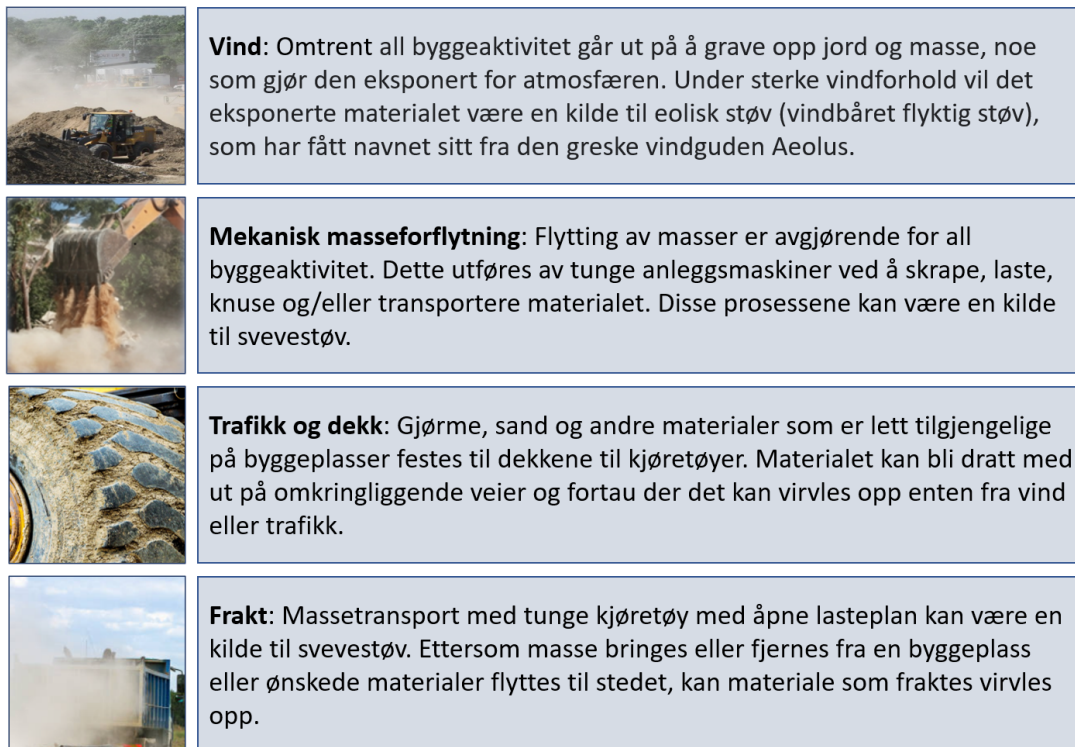 Vind: Omtrent all byggeaktivitet går ut på å grave opp jord og masse, noe
som gjør den eksponert for atmosfæren. Under sterke vindforhold vil det
eksponerte materialet være en kilde til eolisk støv (vindbåret flyktig støv),
som har fått navnet sitt fra den greske vindguden Aeolus.
Mekanisk masseforflytning: Flytting av masser er avgjørende for all
byggeaktivitet. Dette utføres av tunge anleggsmaskiner ved å skrape, laste,
knuse og/eller transportere materialet. Disse prosessene kan være en kilde
til svevestøv.
Trafikk og dekk: Gjørme, sand og andre materialer som er lett tilgjengelige
på byggeplasser festes til dekkene til kjøretøyer. Materialet kan bli dratt med
ut på omkringliggende veier og fortau der det kan virvles opp enten fra vind
eller trafikk.
Frakt: Massetransport med tunge kjøretøy med åpne lasteplan kan være en
kilde til svevestøv. Ettersom masse bringes eller fjernes fra en byggeplass
eller ønskede materialer flyttes til stedet, kan materiale som fraktes virvles
opp.